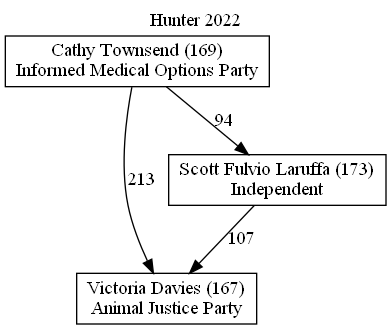 Hunter 2022
Cathy Townsend (169)
Informed Medical Options Party
94
Scott Fulvio Laruffa (173)
Independent
213
107
Victoria Davies (167)
Animal Justice Party